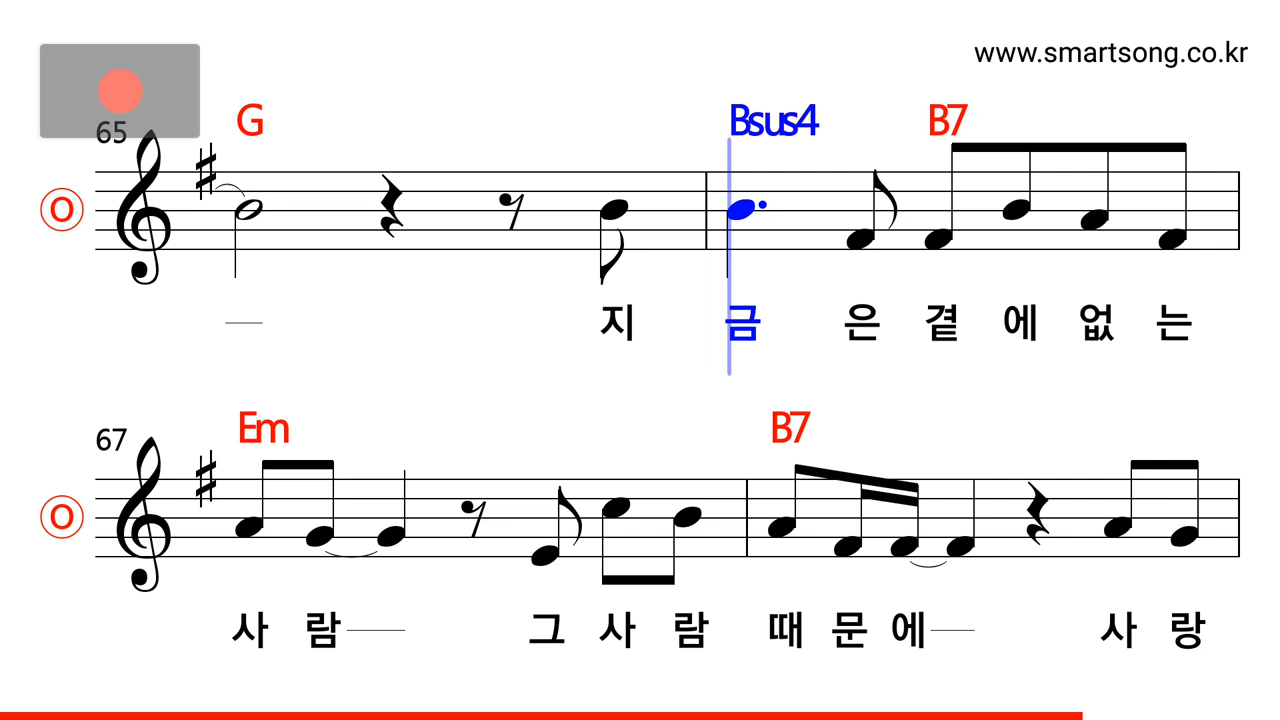 www.smartsong.co.kr
65 G Bsus4 B7
O
지 금 은 곁 에 없 는
67 Em B7
O
사 람 그 사 람 때 문 에 사 랑